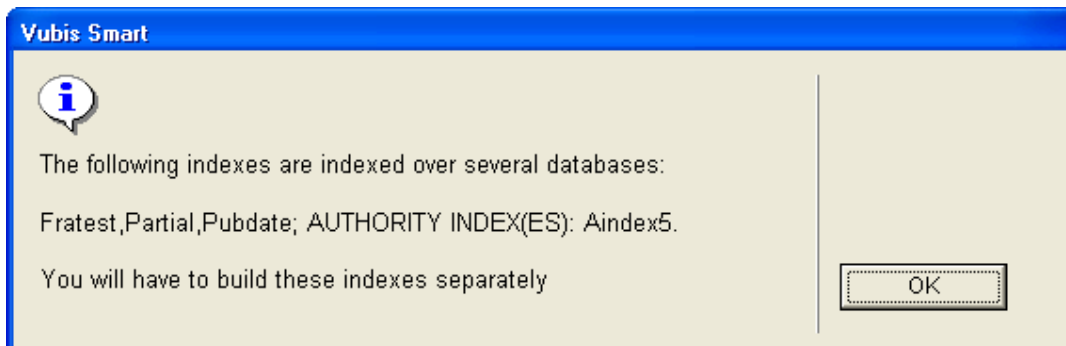 Vubis Smart
i
The following indexes are indexed over several databases:
Fratest,Partial,Pubdate; AUTHORITY INDEX(ES): Aindex5.
You will have to build these indexes separately
OK